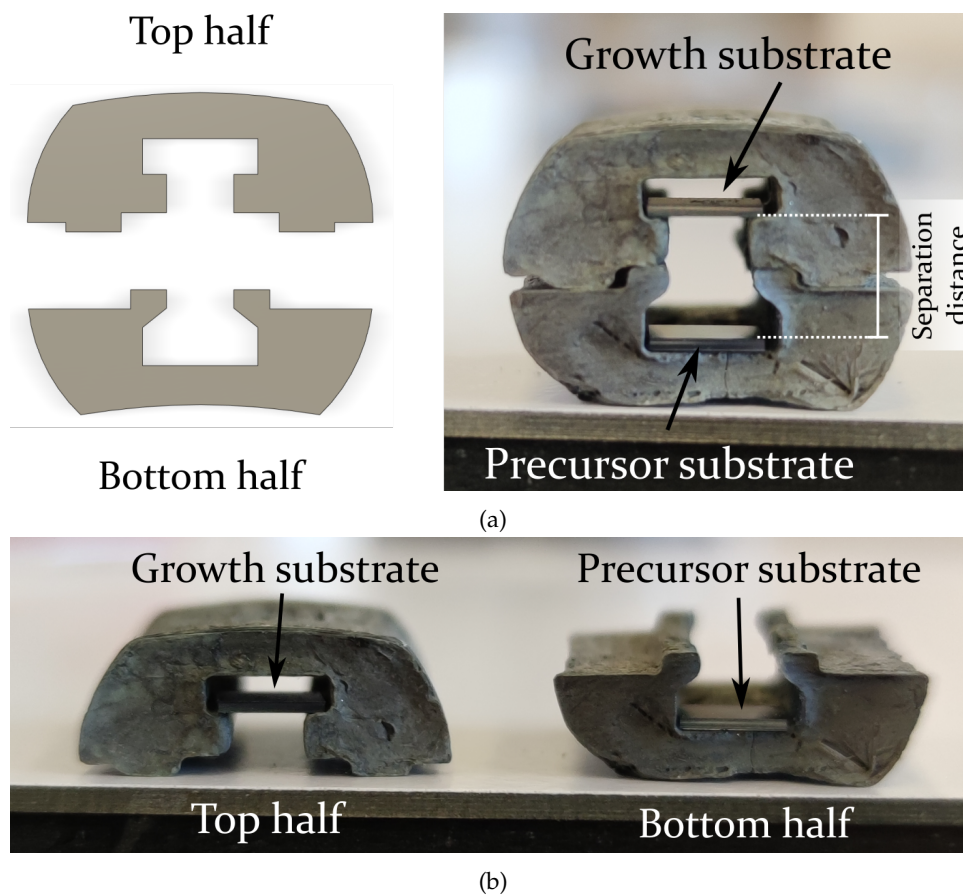 Top half
Growth substrate
Separation
distance
Bottom half
Precursor substrate
(a)
Growth substrate
Precursor substrate
Top half
Bottom half
(b)